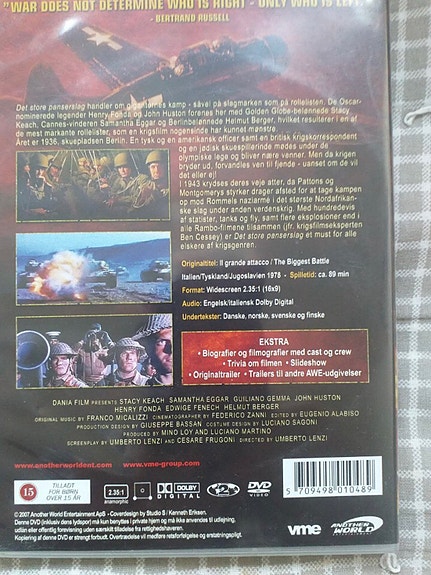 "WAR DOES NOT DETERMINE WHO IS RIGHT - ONLY WHO IS LEFT."
- BERTRAND RUSSELL
Det store panserslag handler om giganternes kamp - såvel på slagmarken som på rollelisten. De Oscar-
nominerede legender Henry Fonda og John Huston forenes her med Golden Globe-belønnede Stacy
Keach, Cannes-vinderen Samantha Eggar og Berlinbelønnede Helmut Berger, hvilket resulterer i en af
de mest markante rollelister, som en krigsfilm nogensinde har kunnet mønstre.
Året er 1936, skuepladsen Berlin. En tysk og en amerikansk officer samt en britisk krigskorrespondent
og en jødisk skuespillerinde mødes under de
olympiske lege og bliver nære venner. Men da krigen
bryder ud, forvandles ven til fjende - uanset om de vil
det eller ej!
I 1943 krydses deres veje atter, da Pattons og
Montgomerys styrker drager afsted for at tage kampen
op mod Rommels naziarme i det største Nordafrikan-
ske slag under anden verdenskrig. Med hundredevis
af statister, tanks og fly, samt flere eksplosioner end i
alle Rambo-filmene tilsammen (jfr. krigsfilmseksperten
Ben Cessey) er Det store panserslag et must for alle
elskere af krigsgenren.
Originaltitel: Il grande attacco / The Biggest Battle
Italien/Tyskland/Jugoslavien 1978 - Spilletid: ca. 89 min
Format: Widescreen 2.35:1 (16x9)
Audio: Engelsk/italiensk Dolby Digital
Undertekster: Danske, norske, svenske og finske
EKSTRA
• Biografier og filmografier med cast og crew
• Trivia om filmen • Slideshow
• Originaltrailer • Trailers til andre AWE-udgivelser
DANIA FILM PRESENTS STACY KEACH SAMANTHA EGGAR GUILIANO GEMMA JOHN HUSTON
HENRY FONDA EDWIGE FENECH HELMUT BERGER
ORIGINAL MUSIC BY FRANCO MICALIZZI CINEMATOGRAPHY BY FEDERICO ZANNI EDITED BY EUGENIO ALABISO
PRODUCTION DESIGN BY GIUSEPPE BASSAN COSTUME DESIGN BY LUCIANO SAGONI
PRODUCED BY MINO LOY AND LUCIANO MARTINO
SCREENPLAY BY UMBERTO LENZI AND CESARE FRUGONI DIRECTED BY UMBERTO LENZI
www.anotherworldent.com www.vme-group.com
15 TILLADT
FOR BØRN
OVER 15 ÅR
2.35:1
anamorphic
DOLBY
DIGITAL
2
DVD
VIDEO
5 709498 010489
© 2007 Another World Entertainment ApS - Coverdesign by Studio S / Kenneth Eriksen.
Denne DVD (inklusiv dens lydspor) må kun benyttes i private hjem og må ikke anvendes til udlejning,
udlån eller offentlig forevisning uden særskilt tilladelse fra rettighedshaver.
Kopiering af denne DVD er strengt forbudt. Overtrædelse vil medføre retsforfølgelse og erstatningspligt.
vme
ANOTHER
WORLD
ENTERTAINMENT